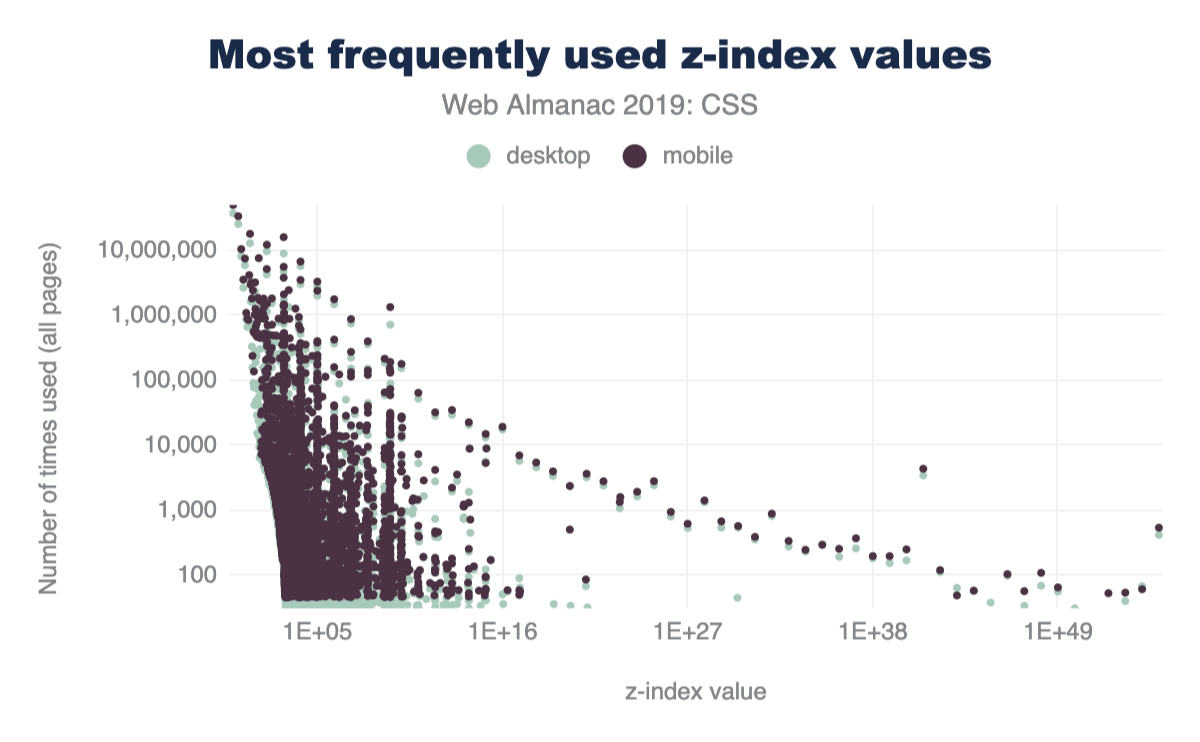 Most frequently used z-index values
Web Almanac 2019: CSS
desktop mobile
Number of times used (all pages)
10,000,000
1,000,000
100,000
10,000
1,000
100
1E+05 1E+16 1E+27 1E+38 1E+49
z-index value